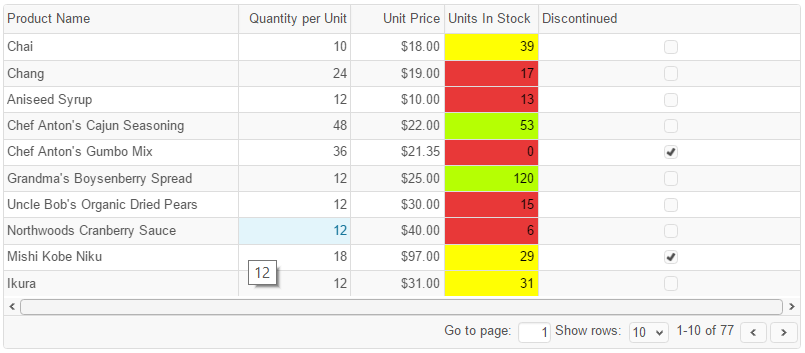 Product Name Quantity per Unit Unit Price Units In Stock Discontinued
Chai 10 $18.00 39
Chang 24 $19.00 17
Aniseed Syrup 12 $10.00 13
Chef Anton's Cajun Seasoning 48 $22.00 53
Chef Anton's Gumbo Mix 36 $21.35 0
Grandma's Boysenberry Spread 12 $25.00 120
Uncle Bob's Organic Dried Pears 12 $30.00 15
Northwoods Cranberry Sauce 12 $40.00 6
Mishi Kobe Niku 18 $97.00 29
12
Ikura 12 $31.00 31
Go to page: 1 Show rows: 10 1-10 of 77